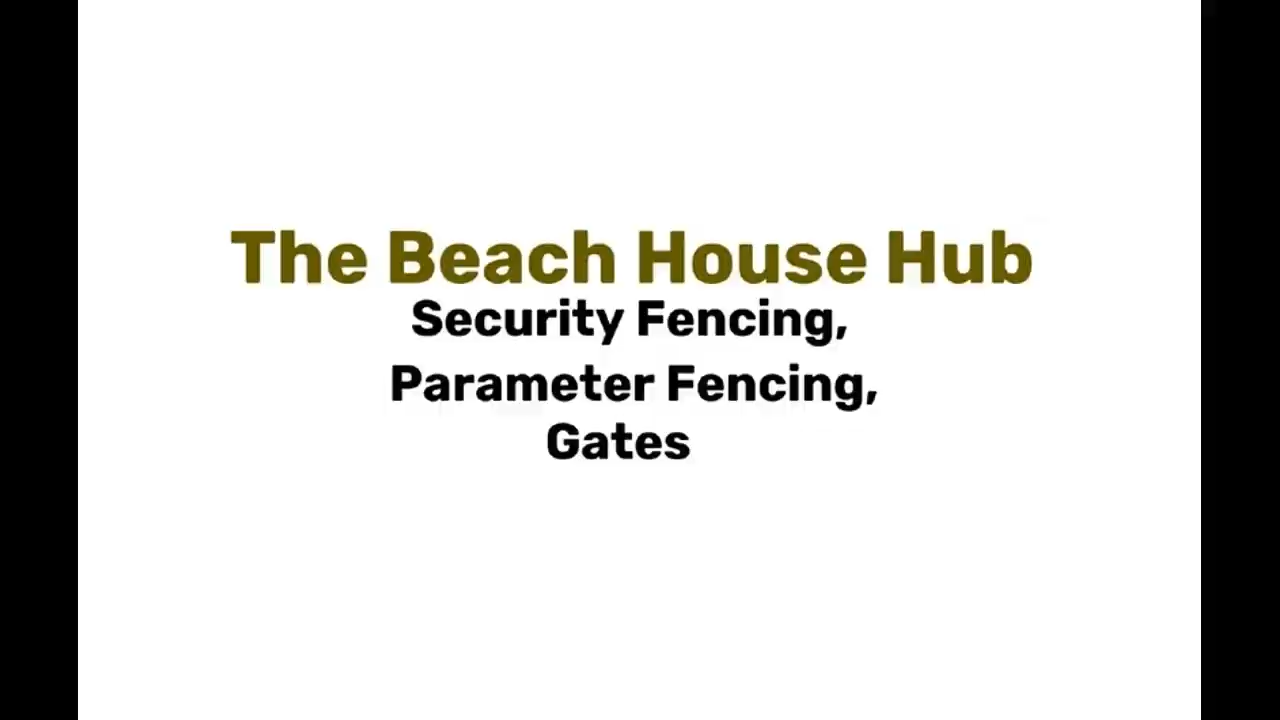 The Beach House Hub
Security Fencing,
Parameter Fencing,
Gates